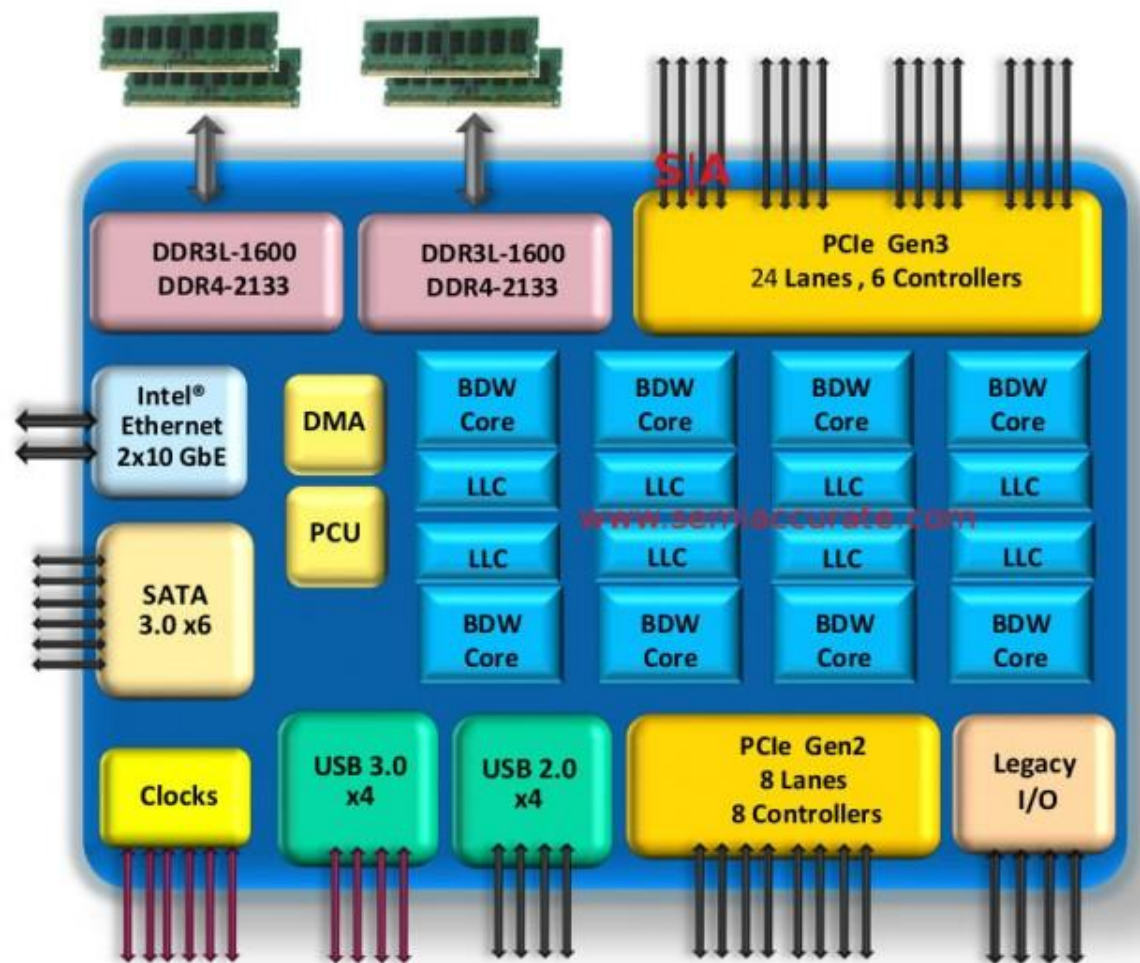 S|A
DDR3L-1600
DDR4-2133
DDR3L-1600
DDR4-2133
PCIe Gen3
24 Lanes , 6 Controllers
Intel®
Ethernet
2x10 GbE
DMA
PCU
SATA
3.0 x6
BDW
Core
BDW
Core
BDW
Core
BDW
Core
LLC
LLC
LLC
LLC
www.semiaccurate.com
LLC
LLC
LLC
LLC
BDW
Core
BDW
Core
BDW
Core
BDW
Core
Clocks
USB 3.0
x4
USB 2.0
x4
PCIe Gen2
8 Lanes
8 Controllers
Legacy
I/O